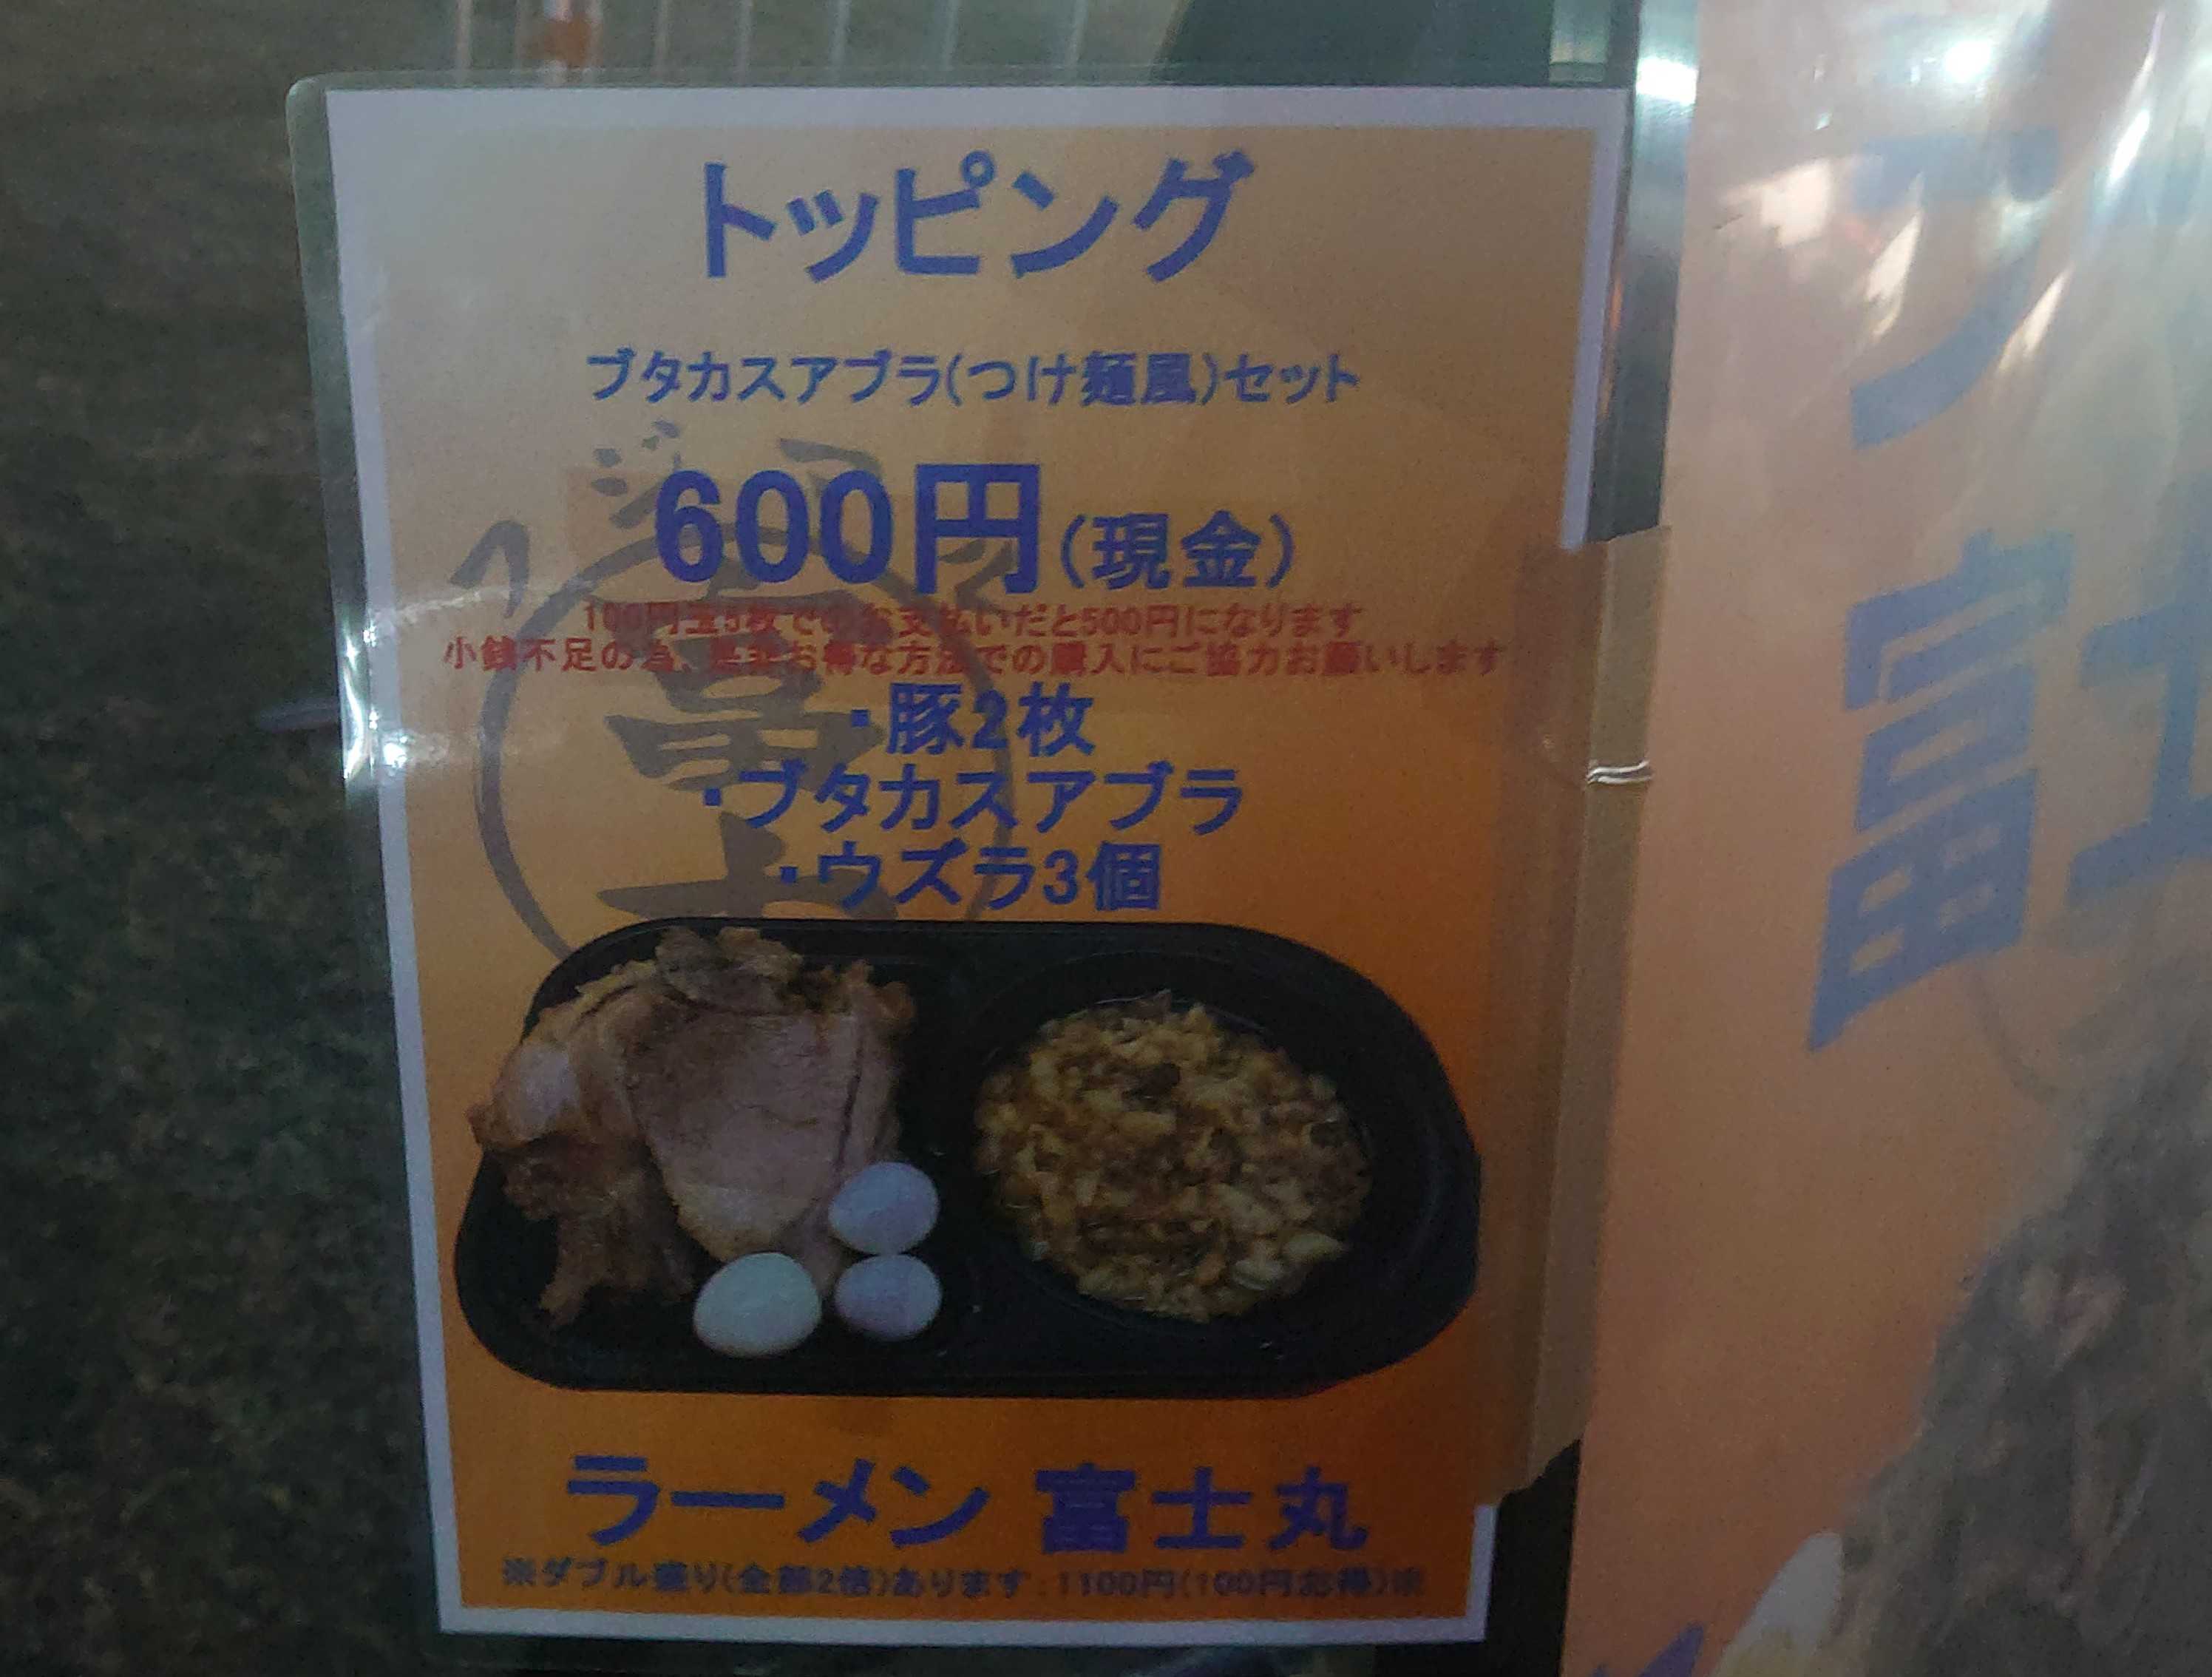 トッピング
ブタカスアブラ(つけ麺風)セット
600円(現金)
100円玉5枚でのお支払いだと500円になります
小銭不足の為、是非お得な方法での購入にご協力お願いします
・豚2枚
・ブタカスアブラ
・ウズラ3個
ラーメン 富士丸
※ダブル盛り(全部2倍)あります:1100円(100円お得)※
富士